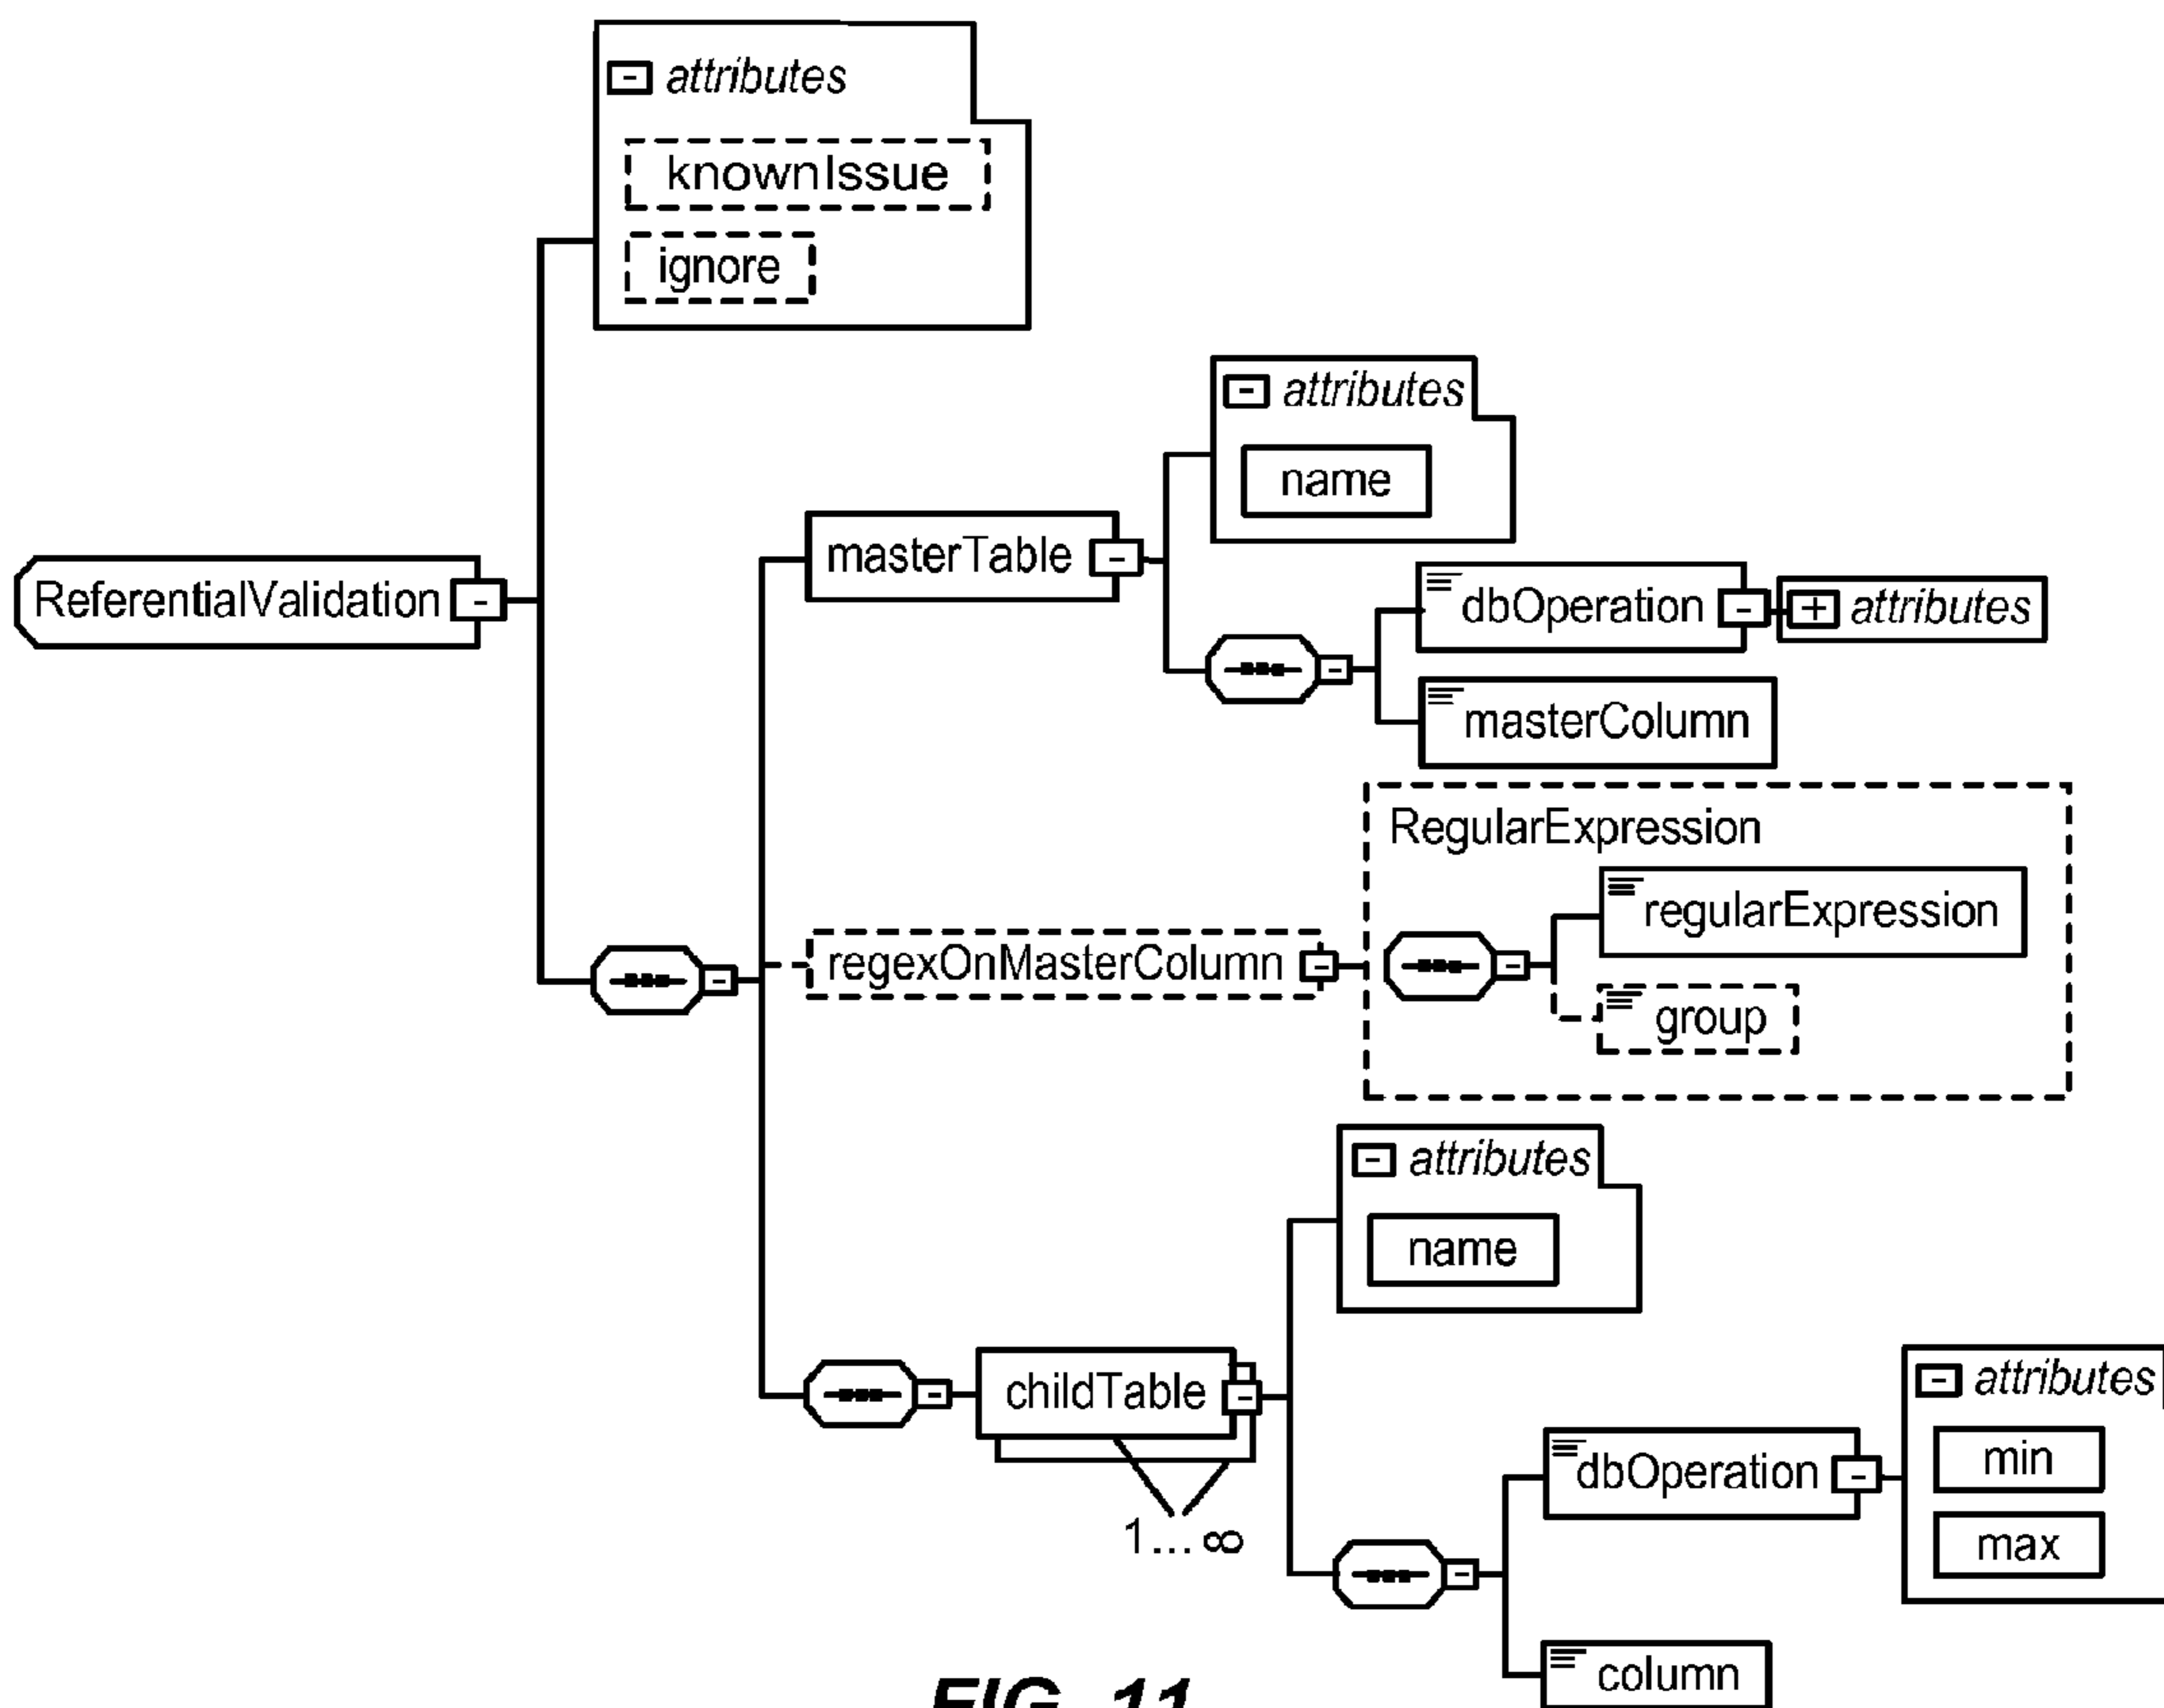 attributes
knownIssue
ignore
attributes
name
masterTable
ReferentialValidation
dbOperation
attributes
masterColumn
RegularExpression
regularExpression
regexOnMasterColumn
group
attributes
name
childTable
attributes
dbOperation
min
max
1... ∞
column
FIG. 11